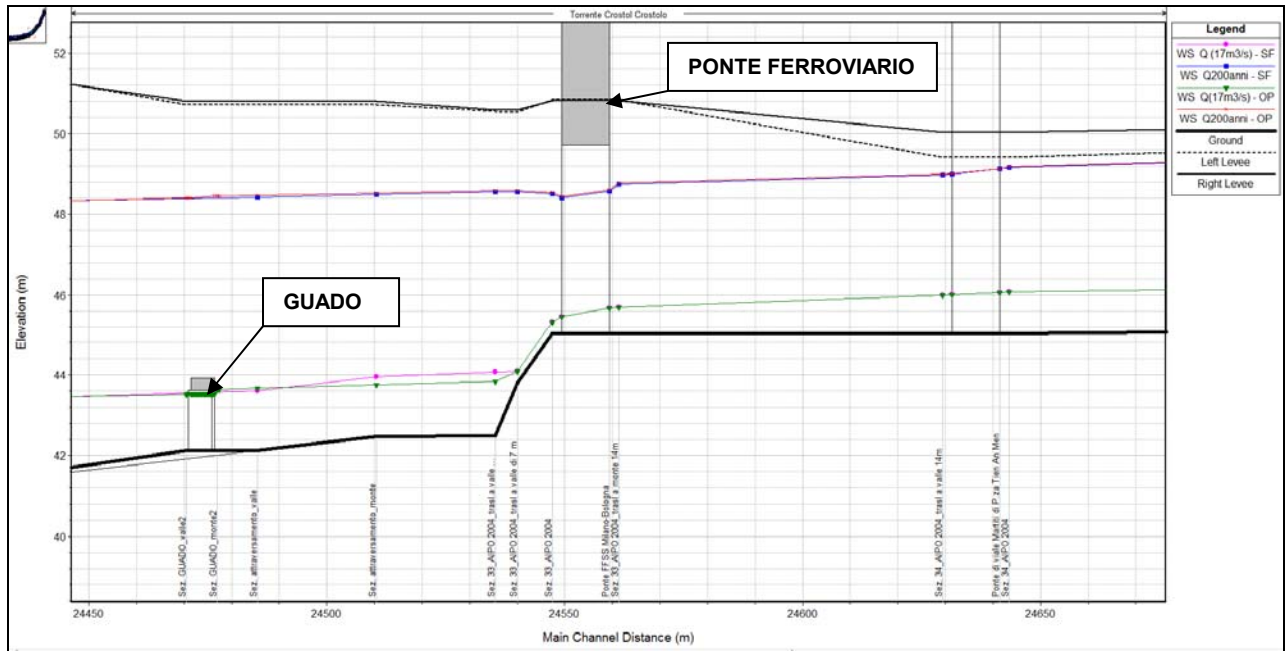 Torrente Crostol Crostolo
PONTE FERROVIARIO
GUADO
Legend
WS Q (17m3/s) - SF
WS Q200anni - SF
WS Q(17m3/s) - OP
WS Q200anni - OP
Ground
Left Levee
Right Levee
Elevation (m)
52
50
48
46
44
42
40
Sez. GUADO_valle2
Sez. GUADO_monte2
Sez. attraversamento_valle
Sez. attraversamento_monte
Sez. 33_AIPO 2004_trasl a valle ...
Sez. 33_AIPO 2004_trasl a valle di 7 m
Sez. 33_AIPO 2004
Ponte FFSS Milano-Bologna
Sez. 33_AIPO 2004_trasl a monte 14m
Sez. 34_AIPO 2004_trasl a valle 14m
Ponte di viale Martiti di P.za Tien An Men
Sez. 34_AIPO 2004
24450
24500
24550
24600
24650
Main Channel Distance (m)